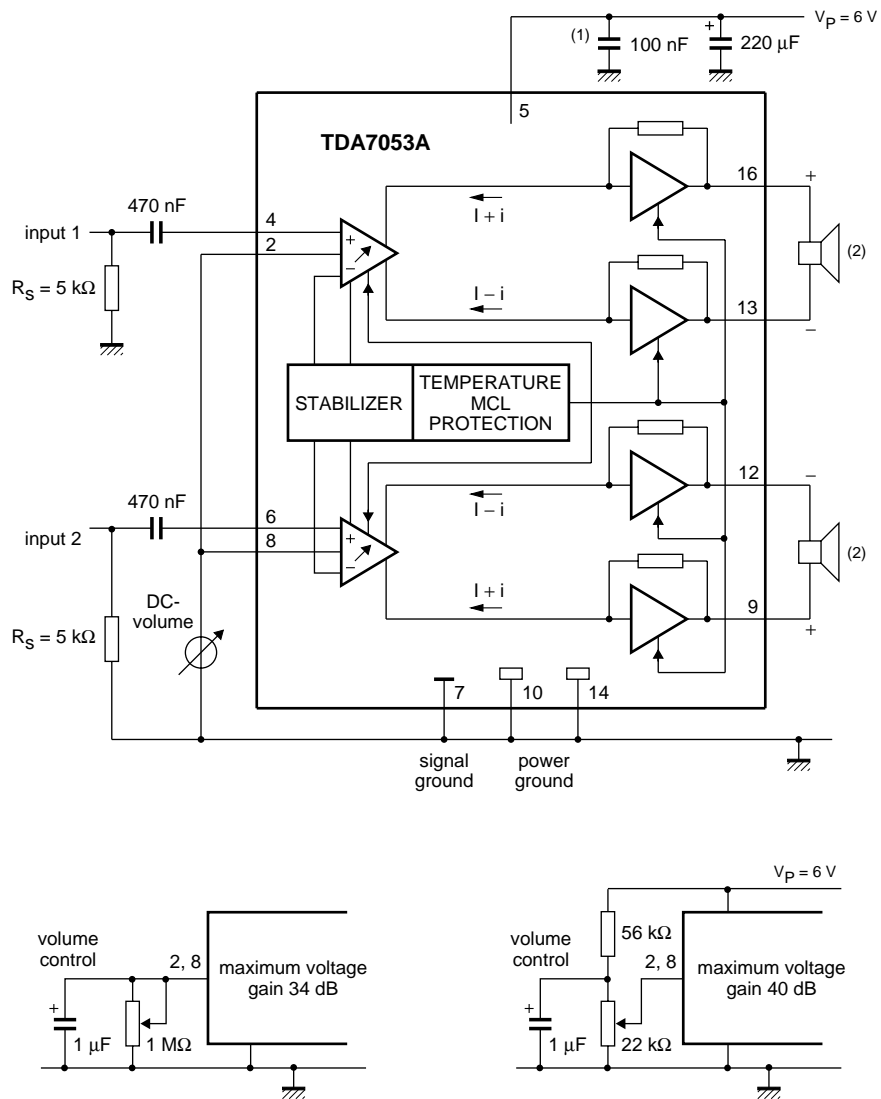 V_P = 6 V
(1)
100 nF
+
220 μF
5
TDA7053A
16
+
470 nF
input 1
4
2
I + i
(2)
R_S = 5 kΩ
+
−
I − i
13
−
STABILIZER
TEMPERATURE
MCL
PROTECTION
470 nF
input 2
6
8
12
−
I − i
+
−
(2)
DC-
volume
I + i
9
+
R_S = 5 kΩ
7
10
14
signal
ground
power
ground
V_P = 6 V
volume
control
2, 8
maximum voltage
gain 34 dB
+
1 μF
1 MΩ
56 kΩ
volume
control
2, 8
maximum voltage
gain 40 dB
+
1 μF
22 kΩ